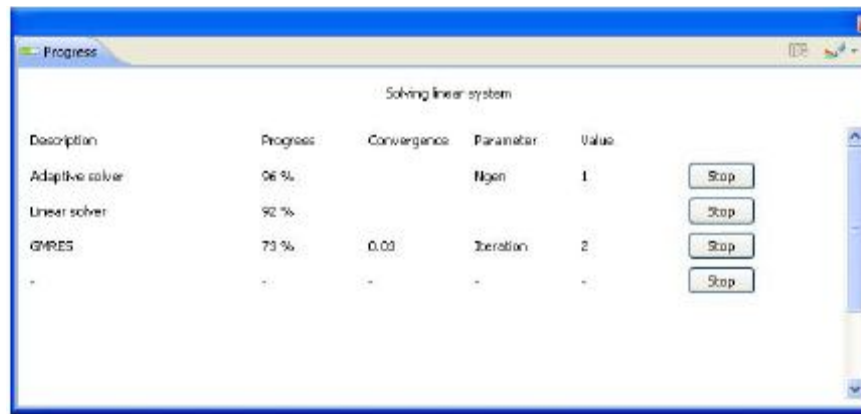 Progress
Solving linear system
Description Progress Convergence Parameter Value
Adaptive solver 96 % Ngen 1 Stop
Linear solver 92 % Stop
GMRES 73 % 0.03 Iteration 2 Stop
- - - - - Stop